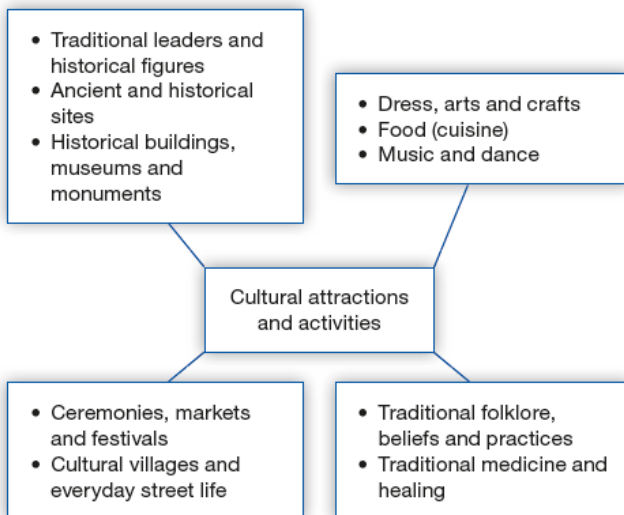 • Traditional leaders and
historical figures
• Ancient and historical
sites
• Historical buildings,
museums and
monuments
• Dress, arts and crafts
• Food (cuisine)
• Music and dance
Cultural attractions
and activities
• Ceremonies, markets
and festivals
• Cultural villages and
everyday street life
• Traditional folklore,
beliefs and practices
• Traditional medicine and
healing